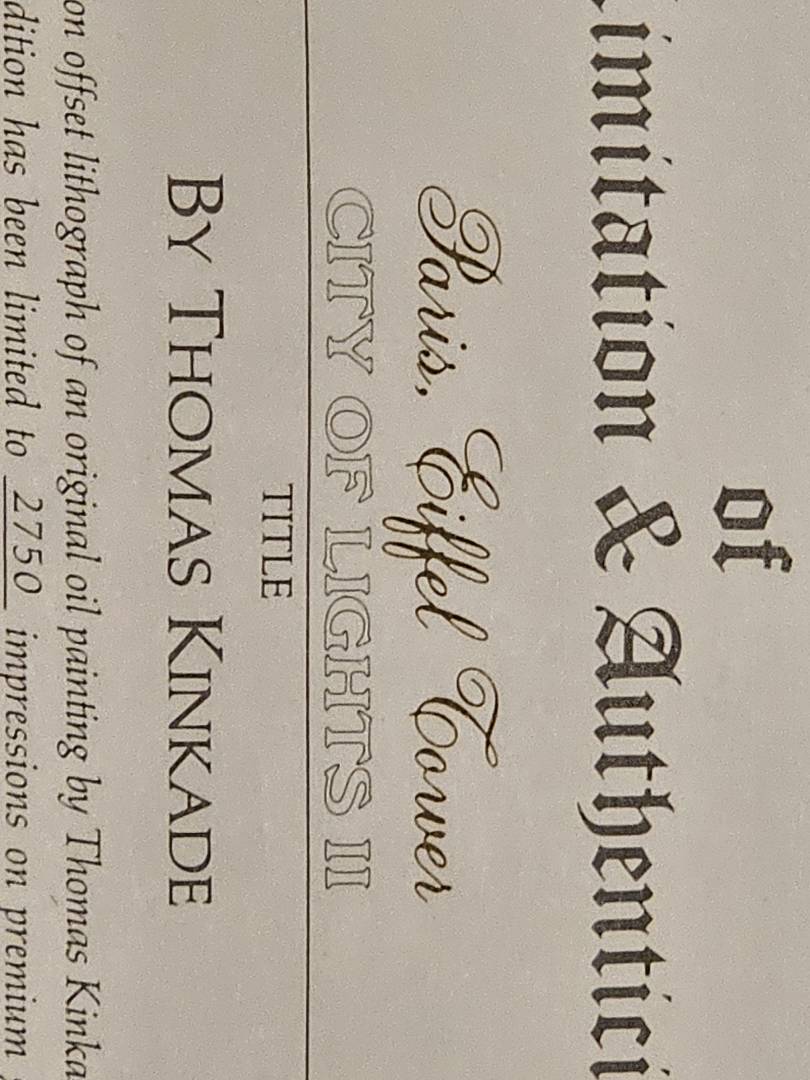 of
imitation & Authentici
Paris, Eiffel Tower
CITY OF LIGHTS II
TITLE
BY THOMAS KINKADE
on offset lithograph of an original oil painting by Thomas Kinka
dition has been limited to 2750 impressions on premium